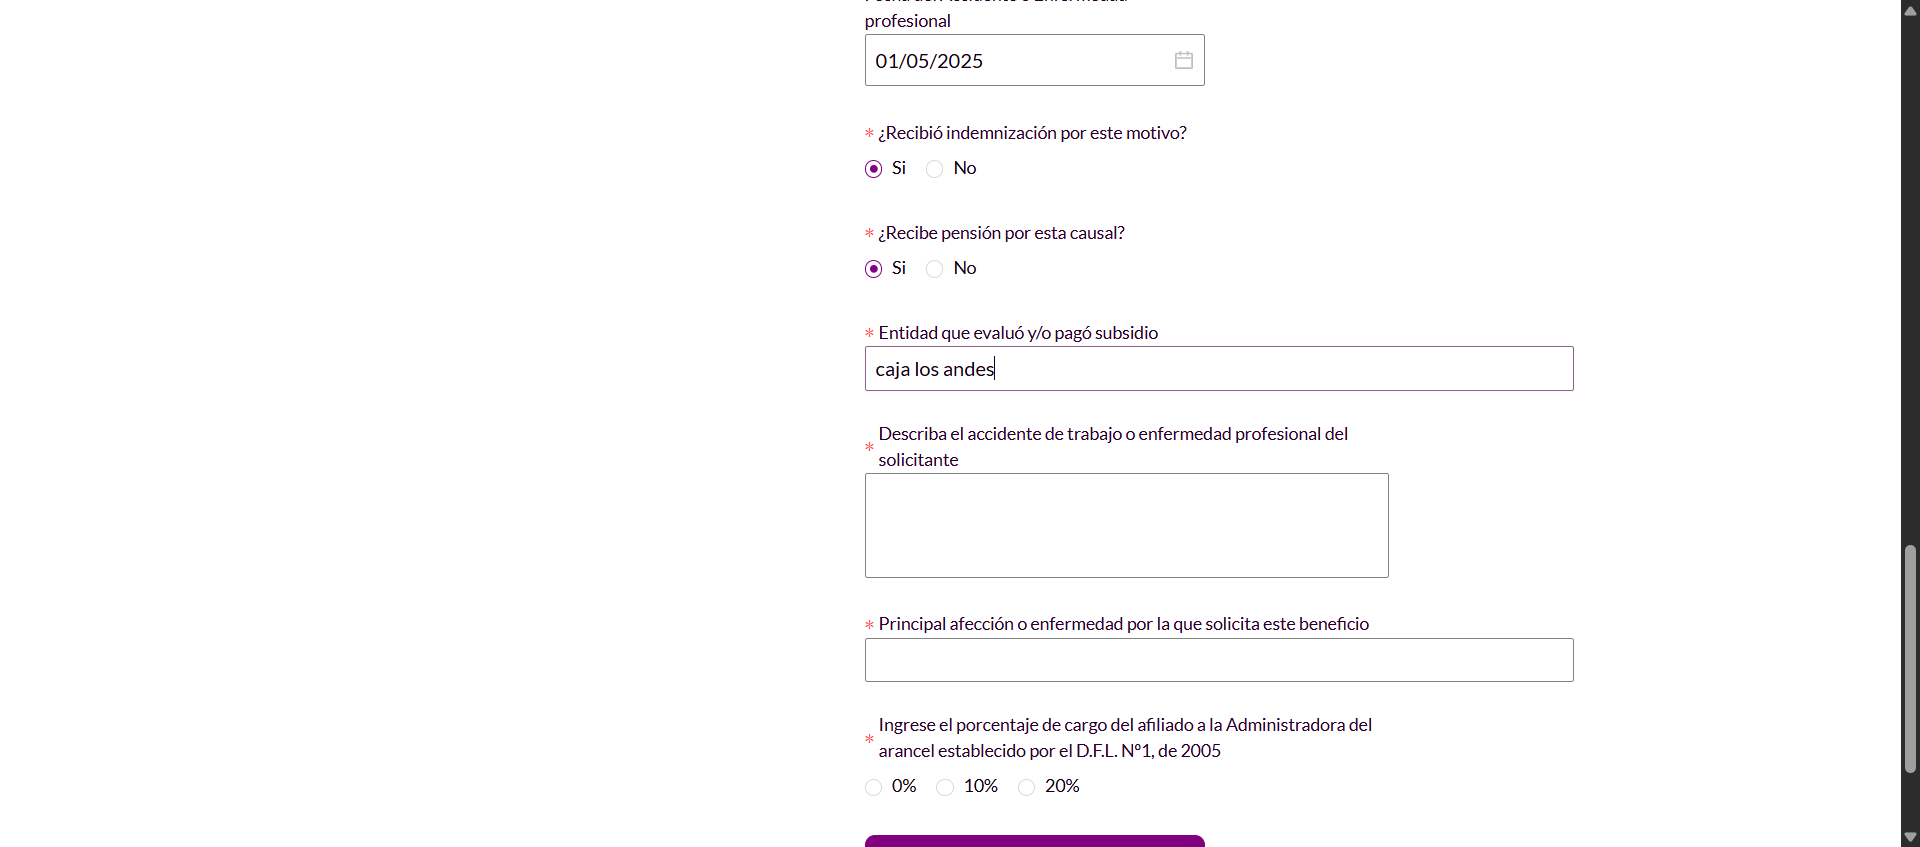 profesional
01/05/2025
* ¿Recibió indemnización por este motivo?
Si No
* ¿Recibe pensión por esta causal?
Si No
* Entidad que evaluó y/o pagó subsidio
caja los andes
* Describa el accidente de trabajo o enfermedad profesional del
solicitante
* Principal afección o enfermedad por la que solicita este beneficio
* Ingrese el porcentaje de cargo del afiliado a la Administradora del
arancel establecido por el D.F.L. Nº1, de 2005
0% 10% 20%